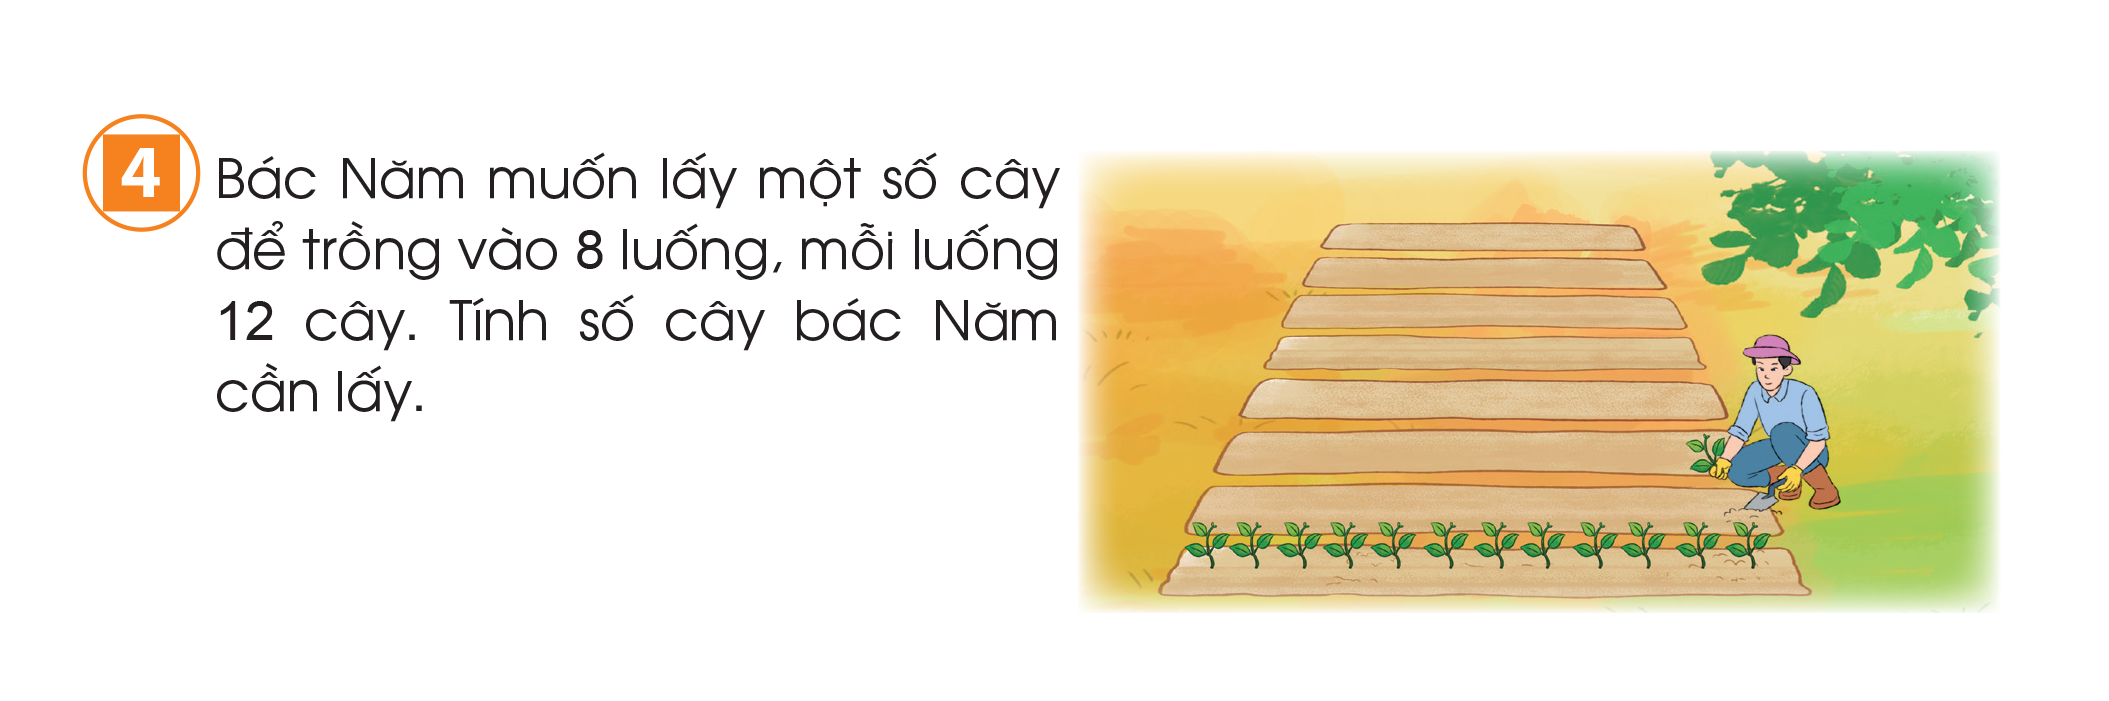 4
Bác Năm muốn lấy một số cây
để trồng vào 8 luống, mỗi luống
12 cây. Tính số cây bác Năm
cần lấy.